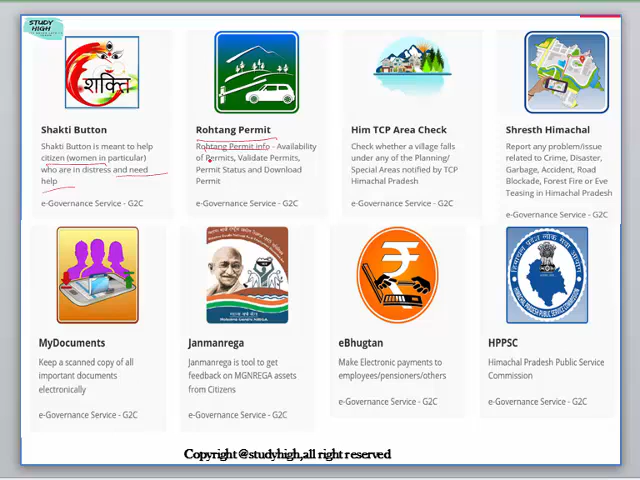 STUDY
HIGH
शक्ति
Shakti Button
Shakti Button is meant to help
citizen (women in particular)
who are in distress and need
help
e-Governance Service - G2C
Rohtang Permit
Rohtang Permit info - Availability
of Permits, Validate Permits,
Permit Status and Download
Permit
e-Governance Service - G2C
Him TCP Area Check
Check whether a village falls
under any of the Planning/
Special Areas notified by TCP
Himachal Pradesh
e-Governance Service - G2C
Shresth Himachal
Report any problem/issue
related to Crime, Disaster,
Garbage, Accident, Road
Blockade, Forest Fire or Eve
Teasing in Himachal Pradesh
e-Governance Service - G2C
MyDocuments
Keep a scanned copy of all
important documents
electronically
e-Governance Service - G2C
Janmanrega
Janmanrega is tool to get
feedback on MGNREGA assets
from Citizens
e-Governance Service - G2C
eBhugtan
Make Electronic payments to
employees/pensioners/others
e-Governance Service - G2C
HIMACHAL PRADESH PUBLIC SERVICE COMMISSION
HPPSC
Himachal Pradesh Public Service
Commission
e-Governance Service - G2C
Copyright @studyhigh,all right reserved